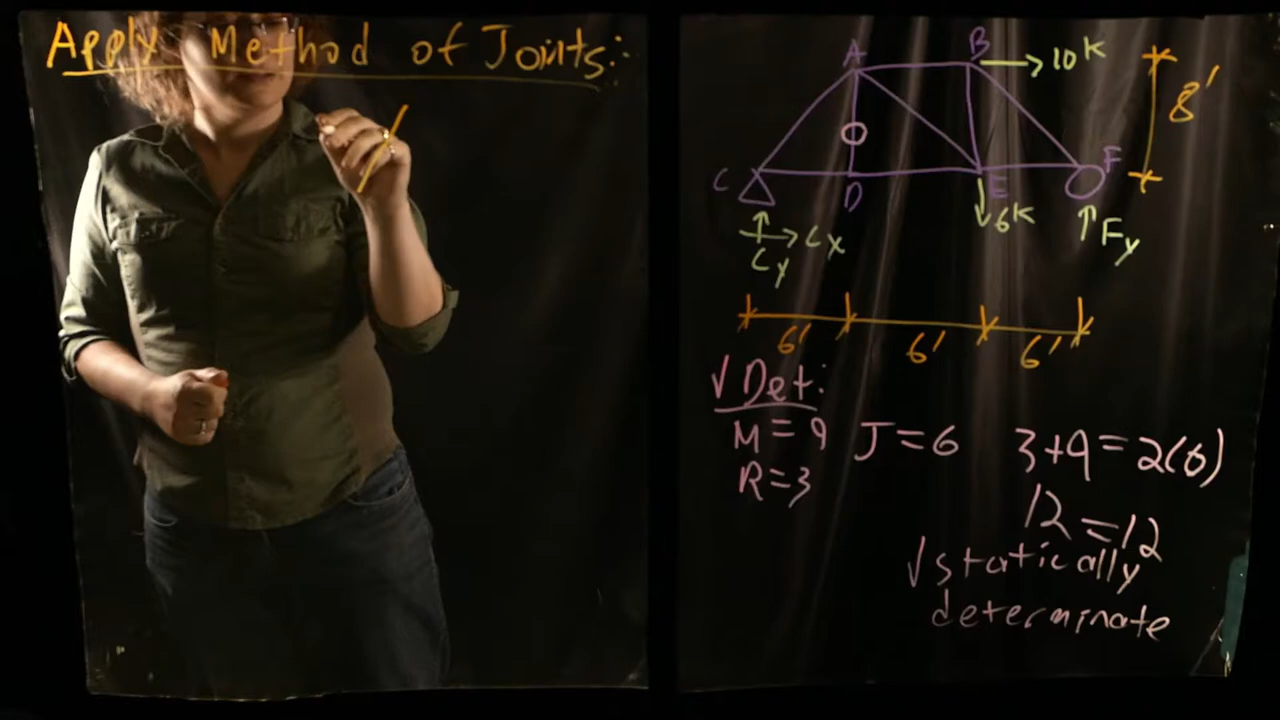 Apply Method of Joints:
A
B
10K
8'
O
C
D
E
F
6K
Fy
Cx
Cy
6'
6'
6'
√ Det:
M=9
J=6
3+9=2(6)
R=3
12=12
√ statically
determinate